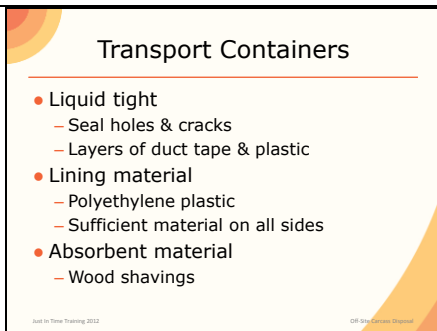 Transport Containers
● Liquid tight
– Seal holes & cracks
– Layers of duct tape & plastic
● Lining material
– Polyethylene plastic
– Sufficient material on all sides
● Absorbent material
– Wood shavings
Just In Time Training 2012
Off-Site Carcass Disposal